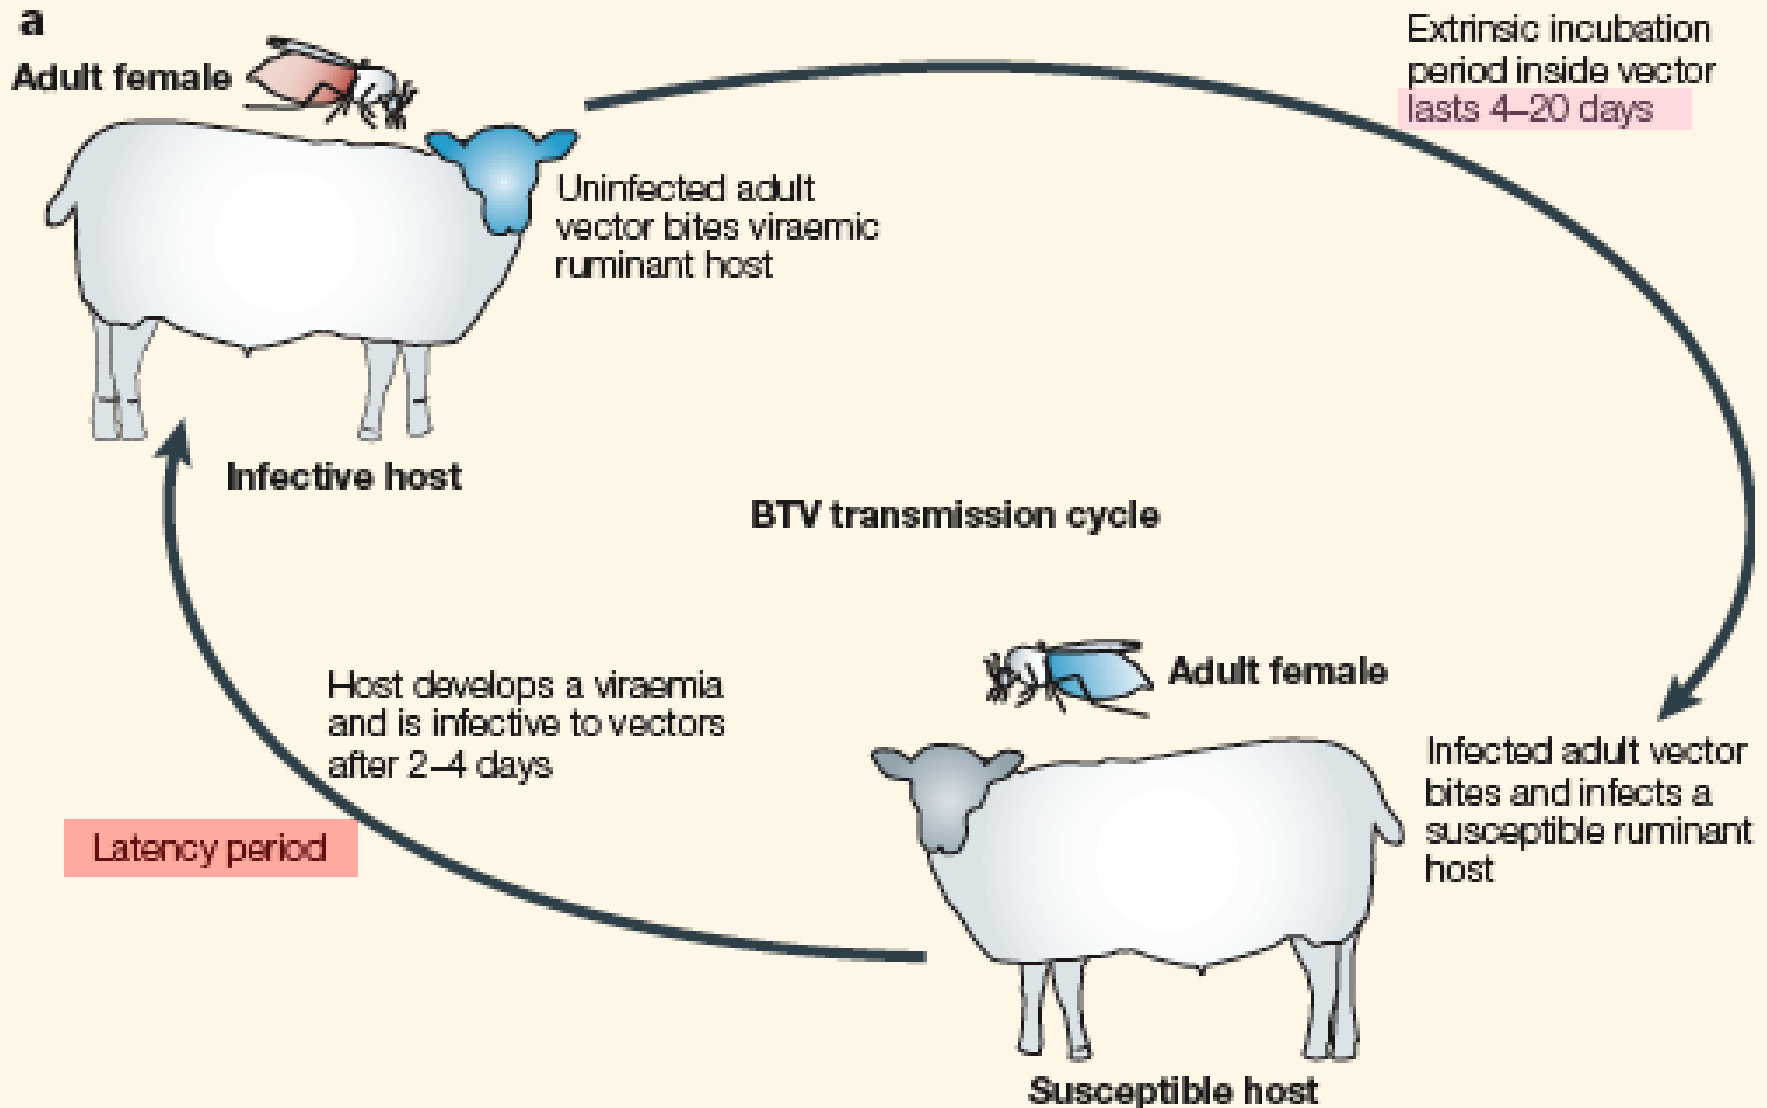 a
Adult female
Extrinsic incubation
period inside vector
lasts 4–20 days
Uninfected adult
vector bites viraemic
ruminant host
Infective host
BTV transmission cycle
Adult female
Host develops a viraemia
and is infective to vectors
after 2–4 days
Infected adult vector
bites and infects a
susceptible ruminant
host
Latency period
Susceptible host